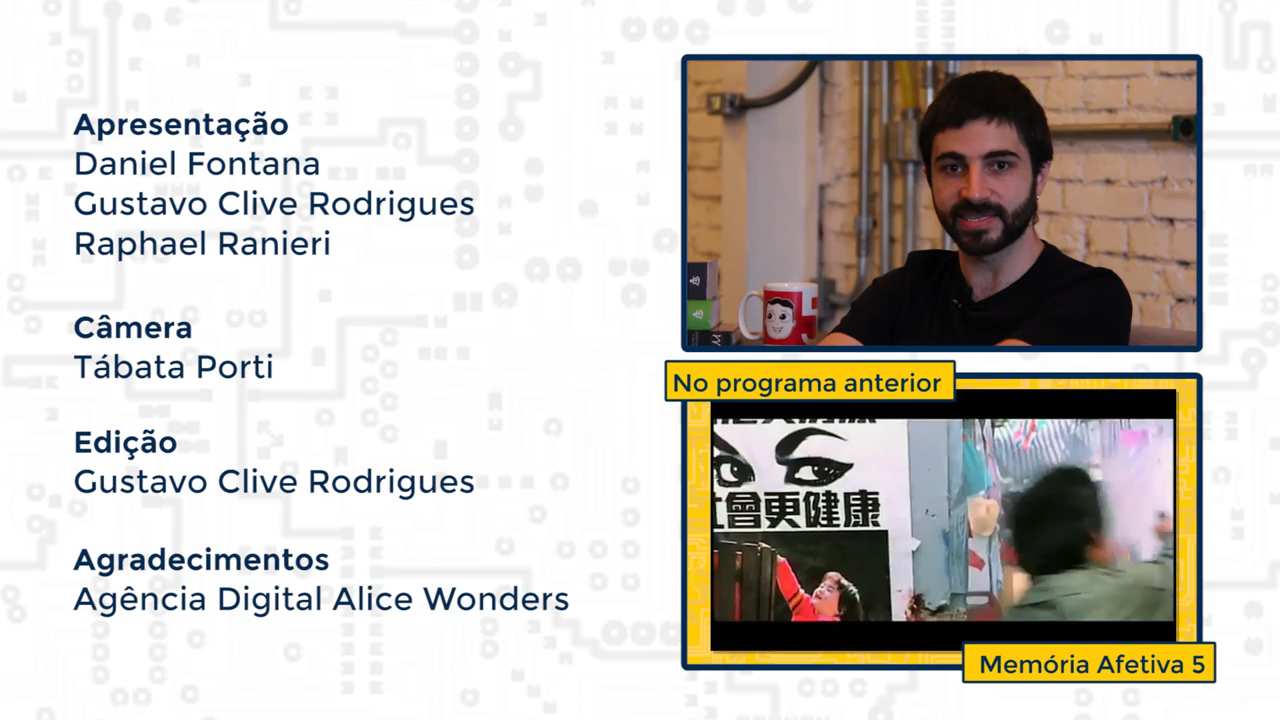 Apresentação
Daniel Fontana
Gustavo Clive Rodrigues
Raphael Ranieri
Câmera
Tábata Porti
Edição
Gustavo Clive Rodrigues
Agradecimentos
Agência Digital Alice Wonders
No programa anterior
會更健康
Memória Afetiva 5